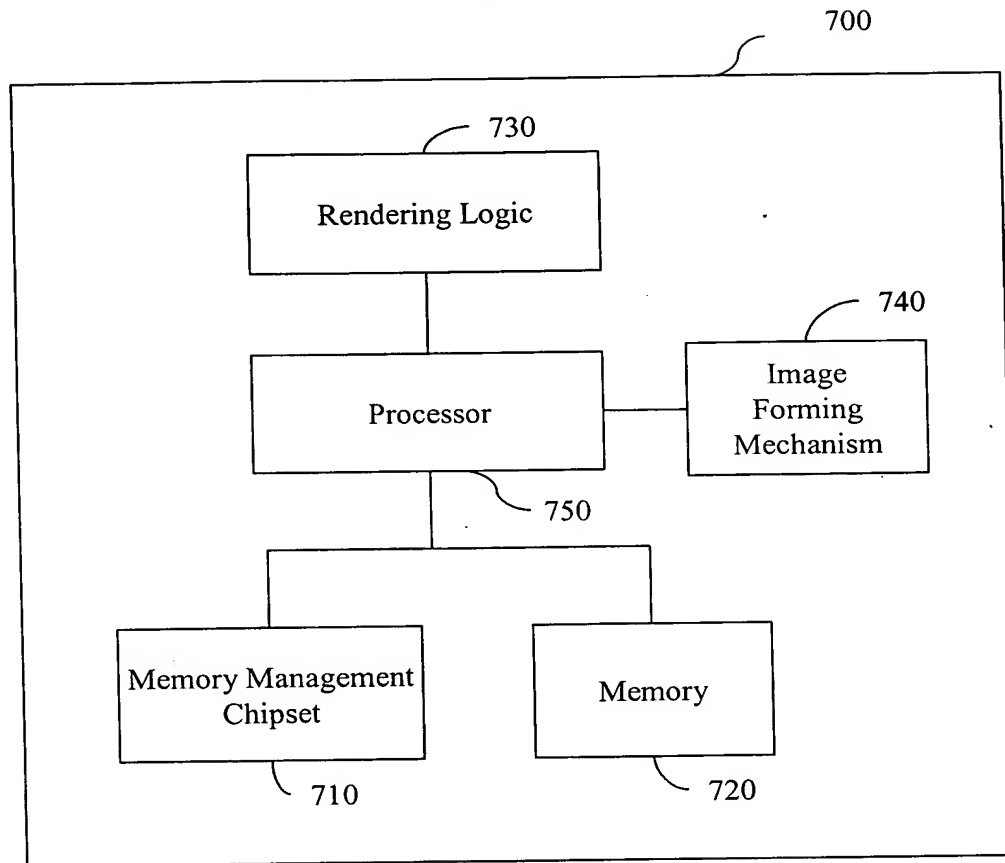 700
730
Rendering Logic
740
Processor
Image
Forming
Mechanism
750
Memory Management
Chipset
Memory
710
720